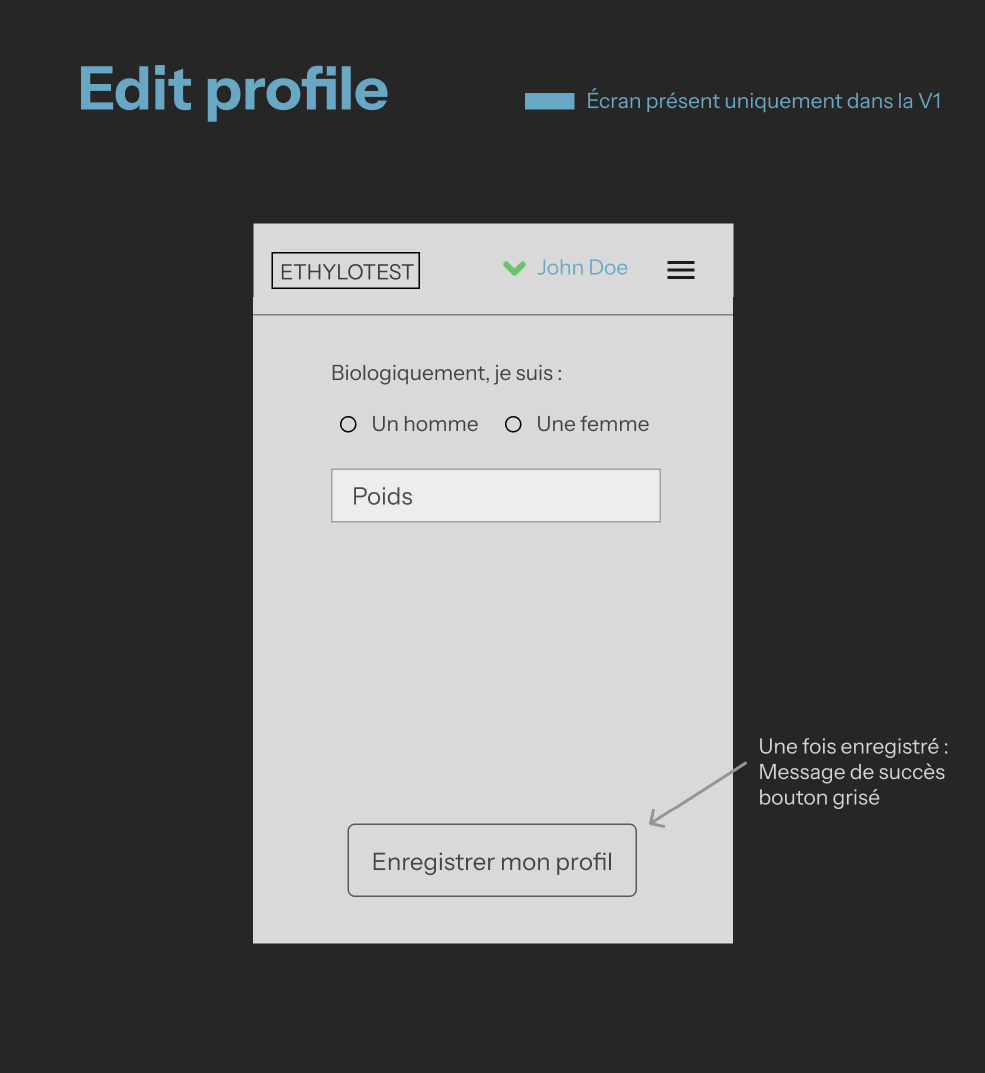 Edit profile
Écran présent uniquement dans la V1
ETHYLOTEST
John Doe
Biologiquement, je suis :
Un homme
Une femme
Poids
Une fois enregistré :
Message de succès
bouton grisé
Enregistrer mon profil